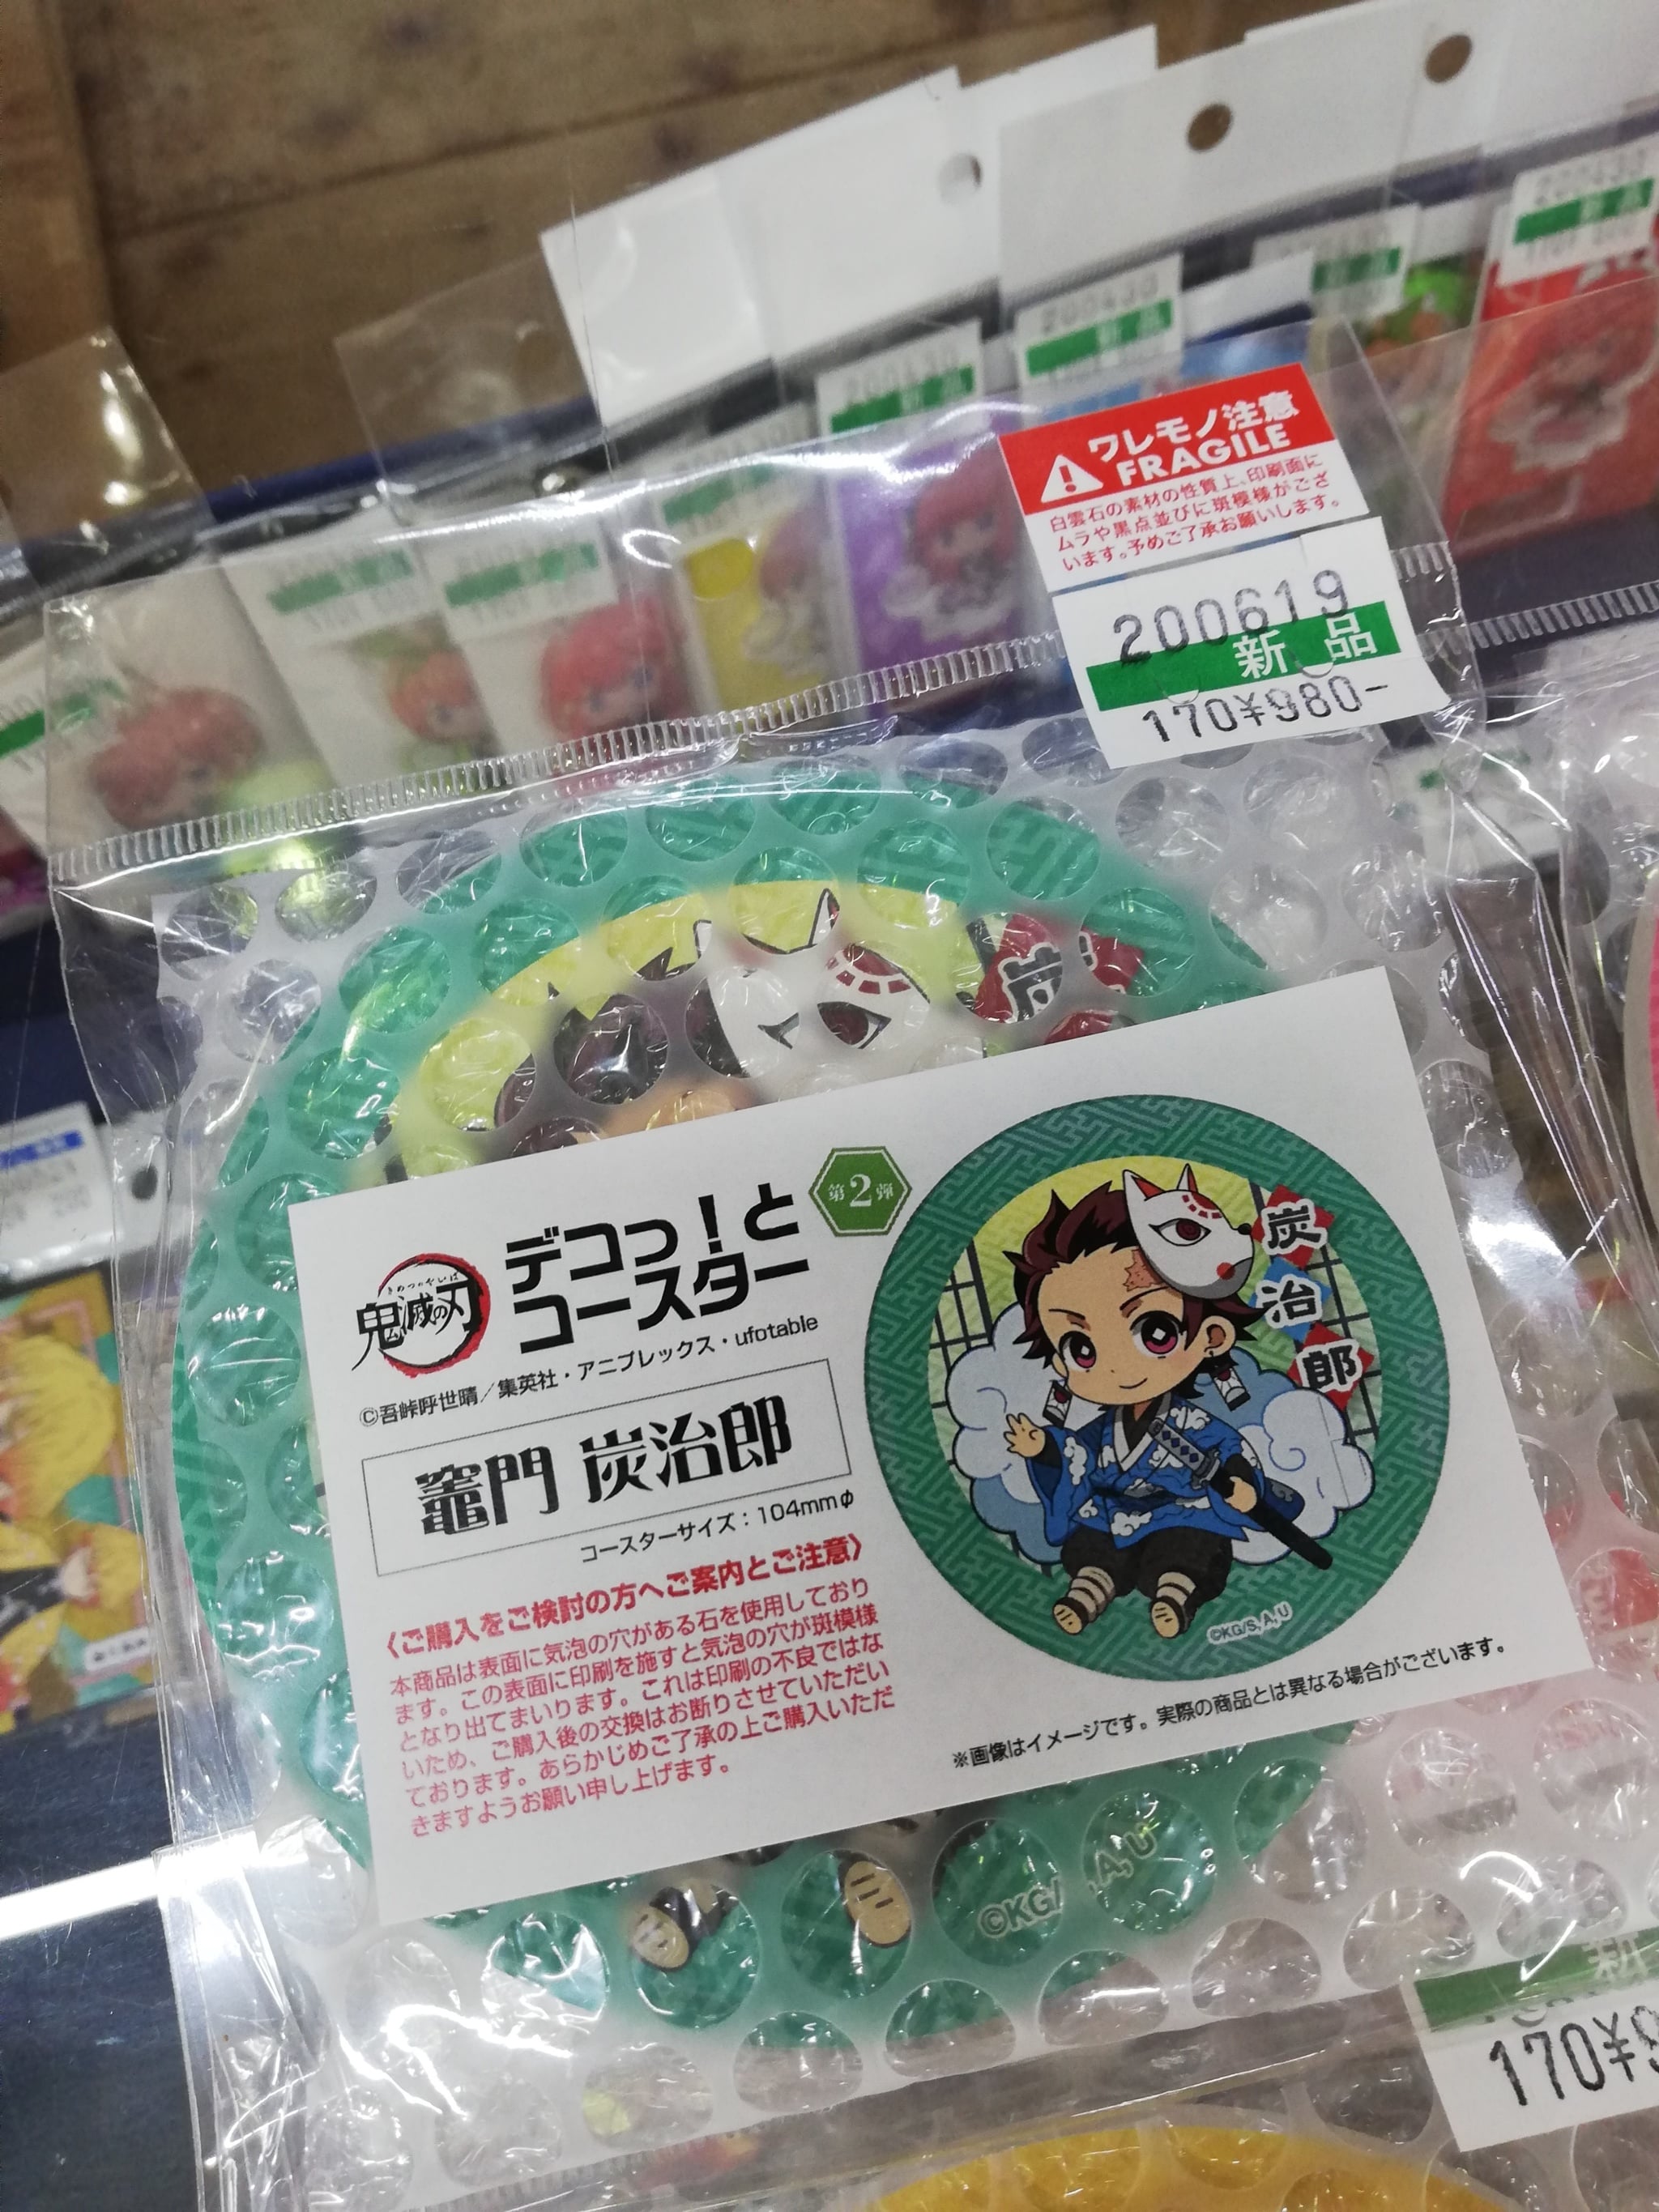 ワレモノ注意
FRAGILE
白雲石の素材の性質上、印刷面に
ムラや黒点並びに斑模様がござ
います。予めご了承お願いします。
200619
新品
170¥980-
デコっ!と
コースター
第2弾
きめつのやいば
鬼滅の刃
©吾峠呼世晴/集英社・アニプレックス・ufotable
竈門 炭治郎
コースターサイズ:104mmφ
〈ご購入をご検討の方へご案内とご注意〉
本商品は表面に気泡の穴がある石を使用しており
ます。この表面に印刷を施すと気泡の穴が斑模様
となり出てまいります。これは印刷の不良ではな
いため、ご購入後の交換はお断りさせていただい
ております。あらかじめご了承の上ご購入いただ
きますようお願い申し上げます。
炭
治
郎
©KG/S,A,U
※画像はイメージです。実際の商品とは異なる場合がございます。
炭
©KG/ ,A,U
新
170¥9
200430